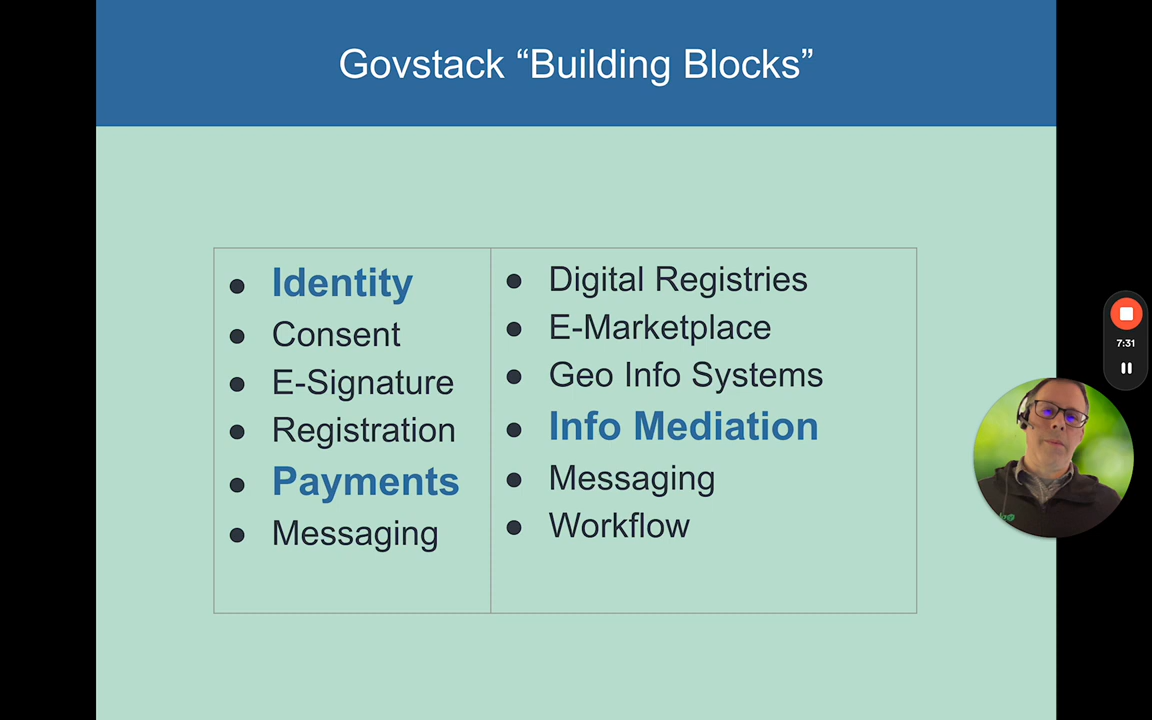 Govstack “Building Blocks”
● Identity
● Consent
● E-Signature
● Registration
● Payments
● Messaging
● Digital Registries
● E-Marketplace
● Geo Info Systems
● Info Mediation
● Messaging
● Workflow
7:31